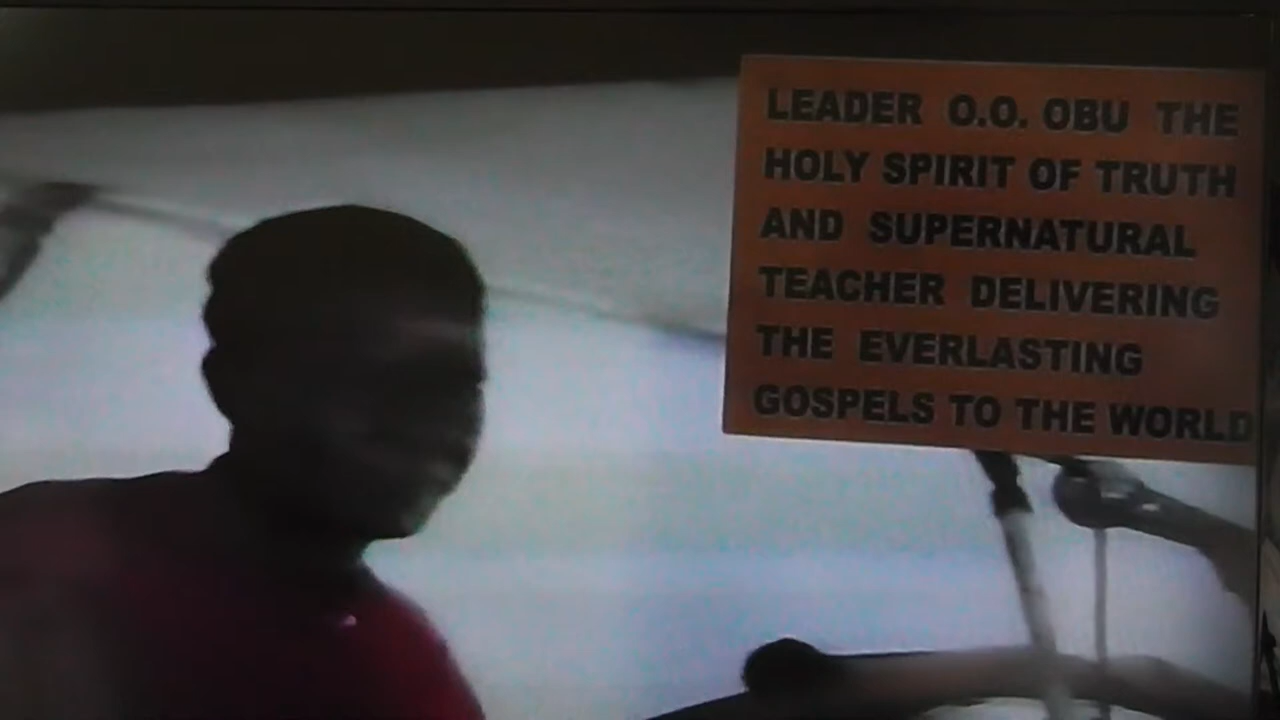 LEADER O.O. OBU THE
HOLY SPIRIT OF TRUTH
AND SUPERNATURAL
TEACHER DELIVERING
THE EVERLASTING
GOSPELS TO THE WORLD